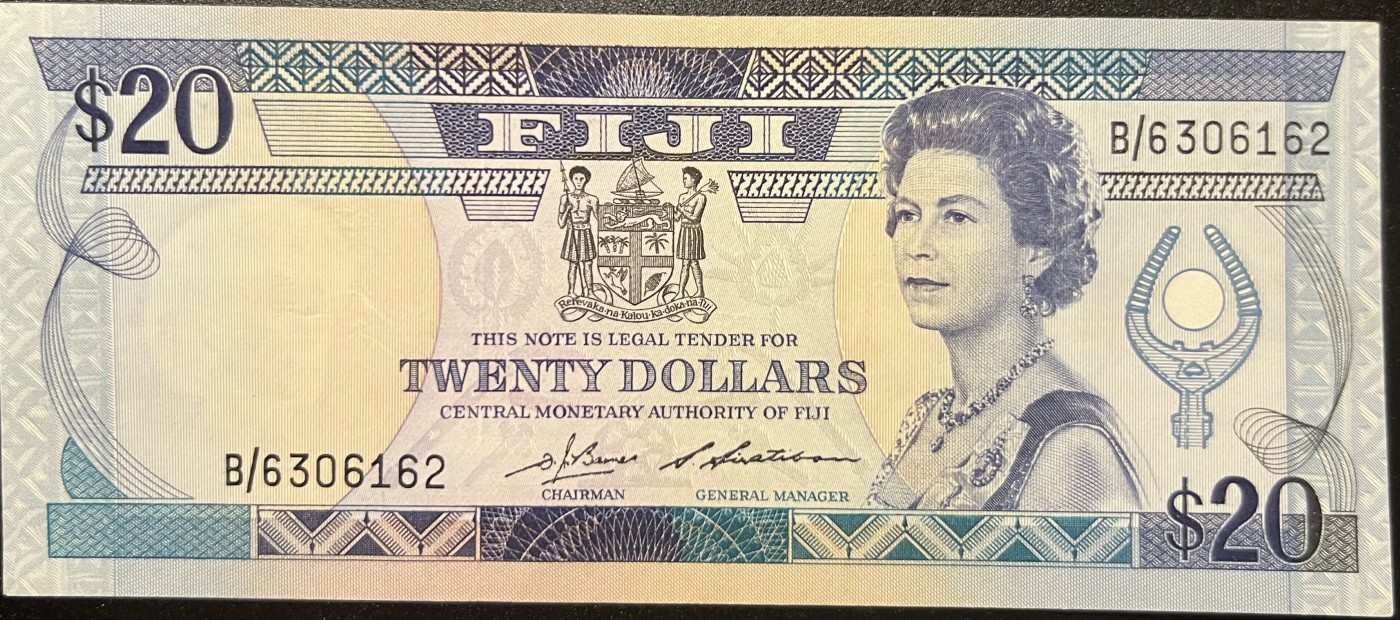 $20
FIJI
B/6306162
Rerevaka·na·Kalou·ka·doka·na·Tui
THIS NOTE IS LEGAL TENDER FOR
TWENTY DOLLARS
CENTRAL MONETARY AUTHORITY OF FIJI
B/6306162
CHAIRMAN GENERAL MANAGER
$20